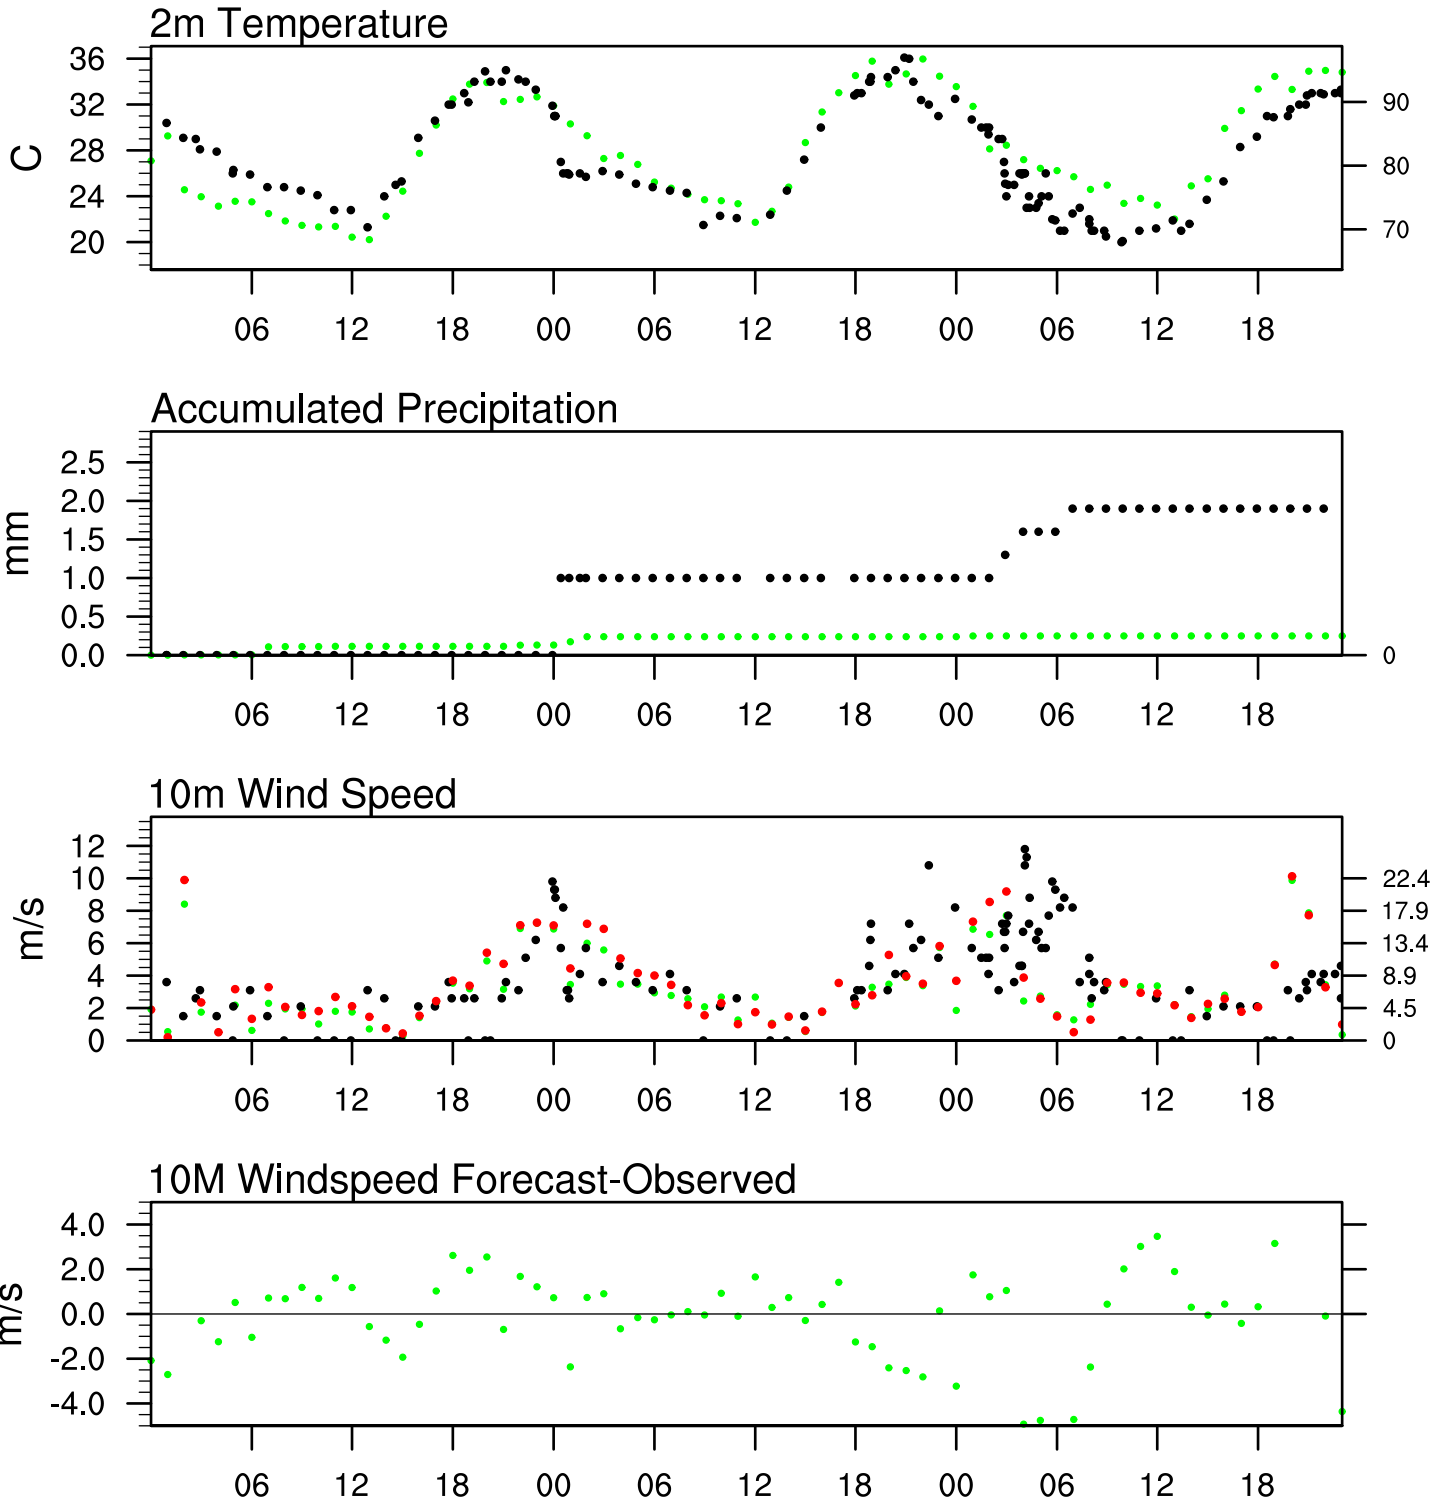 2m Temperature
36
32
28
24
20
C
90
80
70
06 12 18 00 06 12 18 00 06 12 18
Accumulated Precipitation
2.5
2.0
1.5
1.0
0.5
0.0
mm
0
06 12 18 00 06 12 18 00 06 12 18
10m Wind Speed
12
10
8
6
4
2
0
m/s
22.4
17.9
13.4
8.9
4.5
0
06 12 18 00 06 12 18 00 06 12 18
10M Windspeed Forecast-Observed
4.0
2.0
0.0
-2.0
-4.0
m/s
06 12 18 00 06 12 18 00 06 12 18